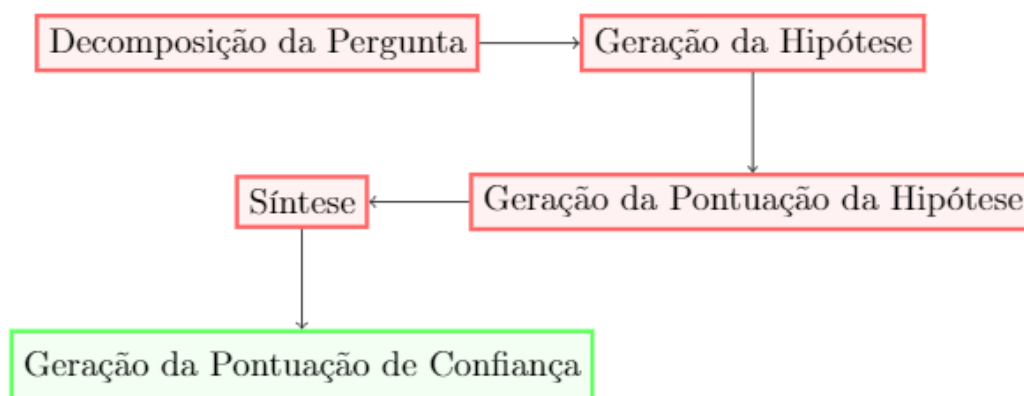 Decomposição da Pergunta
Geração da Hipótese
Geração da Pontuação da Hipótese
Síntese
Geração da Pontuação de Confiança